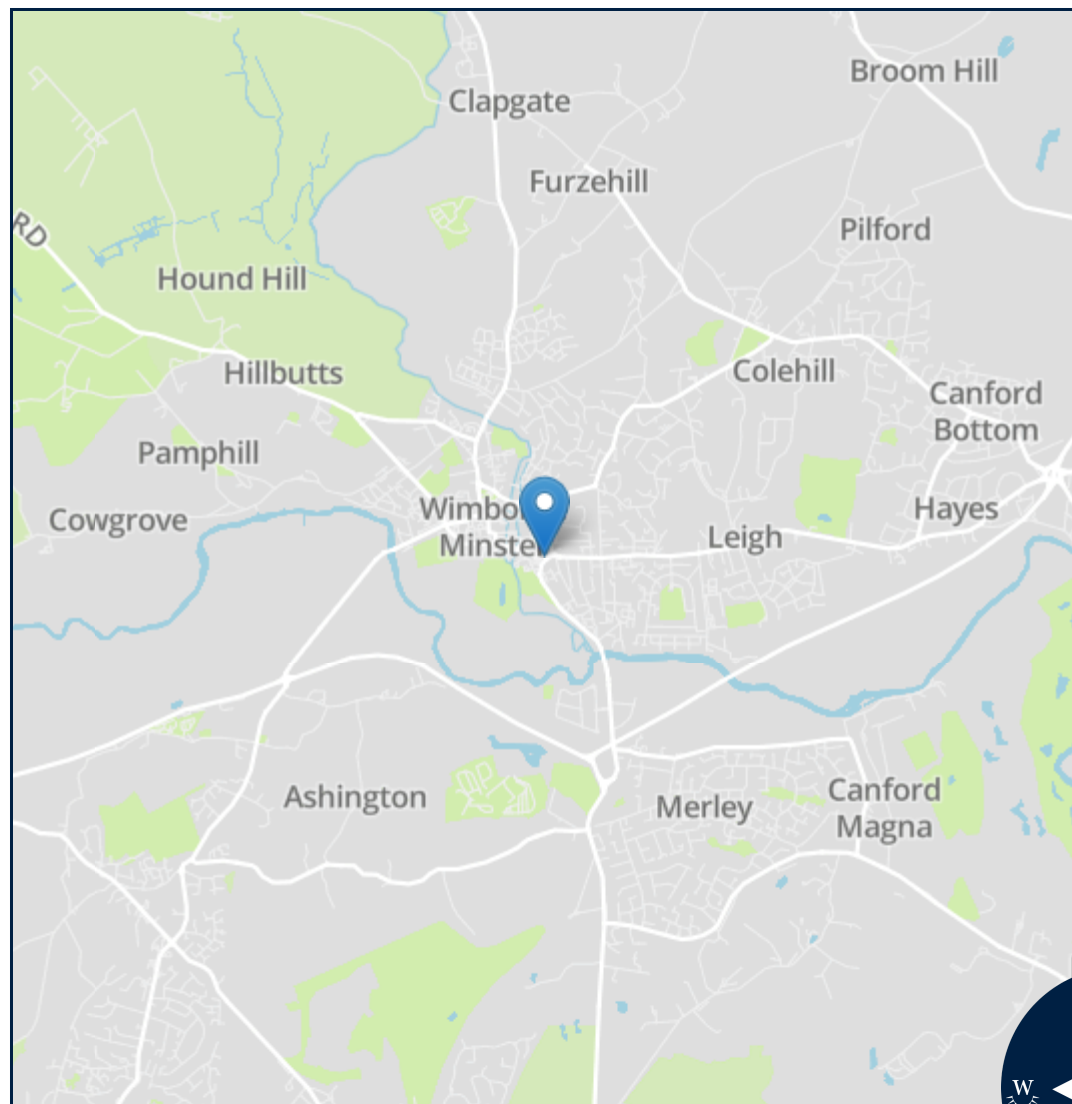 Broom Hill
Clapgate
Furzehill
RD
Pilford
Hound Hill
Hillbutts
Colehill
Canford
Bottom
Pamphill
Cowgrove
Hayes
Leigh
Ashington
Canford
Magna
Merley
W